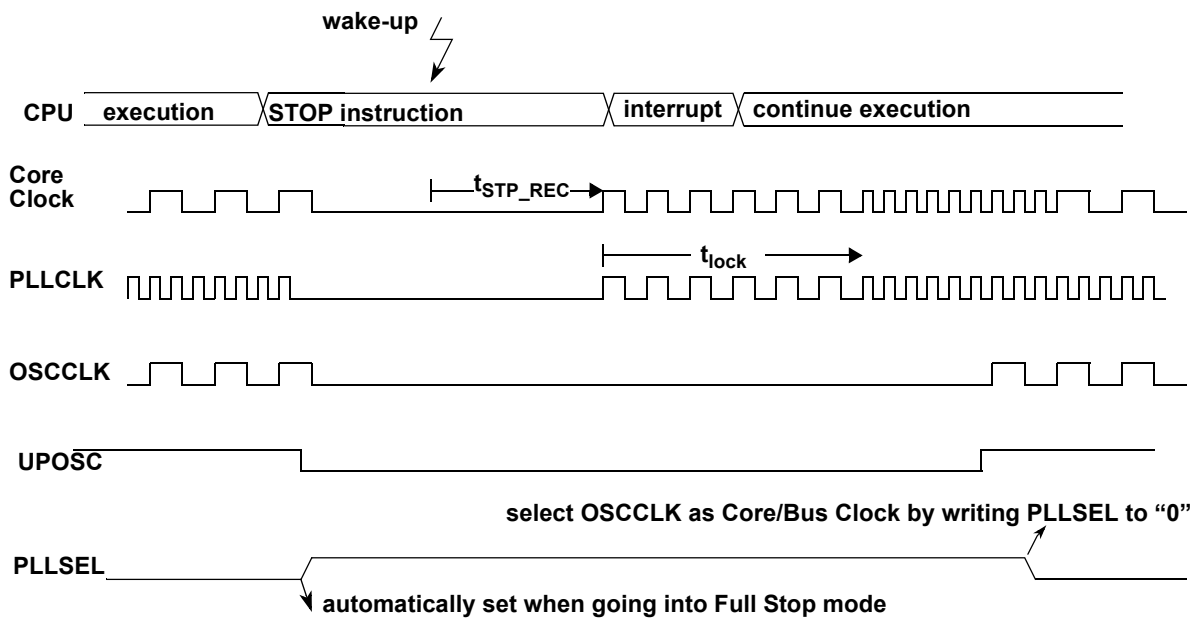 wake-up
CPU execution STOP instruction interrupt continue execution
Core
Clock
tSTP_REC
tlock
PLLCLK
OSCCLK
UPOSC
select OSCCLK as Core/Bus Clock by writing PLLSEL to “0”
PLLSEL
automatically set when going into Full Stop mode